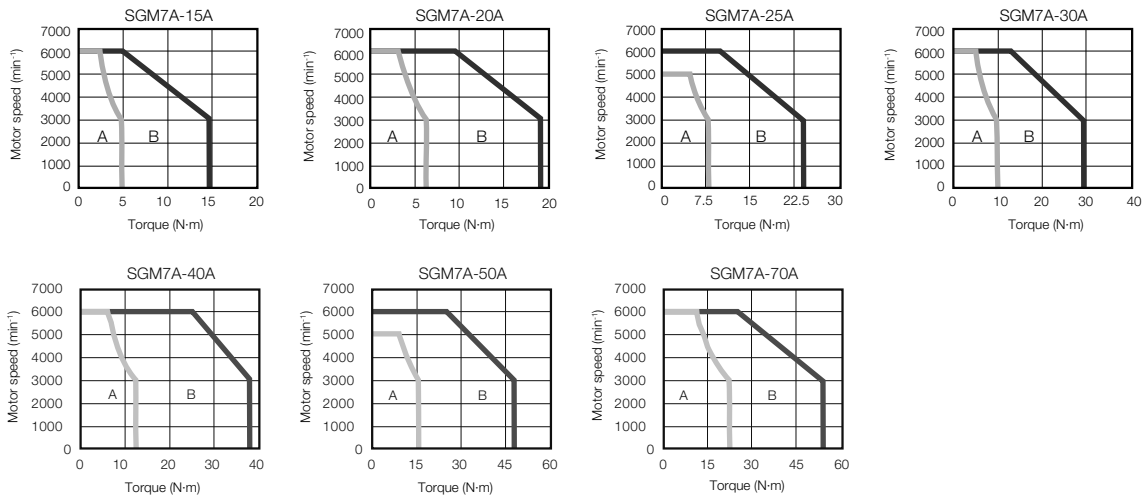 SGM7A-15A
Motor speed (min⁻¹)
7000
6000
5000
4000
3000
2000
1000
0
A
B
0 5 10 15 20
Torque (N·m)
SGM7A-20A
Motor speed (min⁻¹)
7000
6000
5000
4000
3000
2000
1000
0
A
B
0 5 10 15 20
Torque (N·m)
SGM7A-25A
Motor speed (min⁻¹)
7000
6000
5000
4000
3000
2000
1000
0
A
B
0 7.5 15 22.5 30
Torque (N·m)
SGM7A-30A
Motor speed (min⁻¹)
7000
6000
5000
4000
3000
2000
1000
0
A
B
0 10 20 30 40
Torque (N·m)
SGM7A-40A
Motor speed (min⁻¹)
7000
6000
5000
4000
3000
2000
1000
0
A
B
0 10 20 30 40
Torque (N·m)
SGM7A-50A
Motor speed (min⁻¹)
7000
6000
5000
4000
3000
2000
1000
0
A
B
0 15 30 45 60
Torque (N·m)
SGM7A-70A
Motor speed (min⁻¹)
7000
6000
5000
4000
3000
2000
1000
0
A
B
0 15 30 45 60
Torque (N·m)